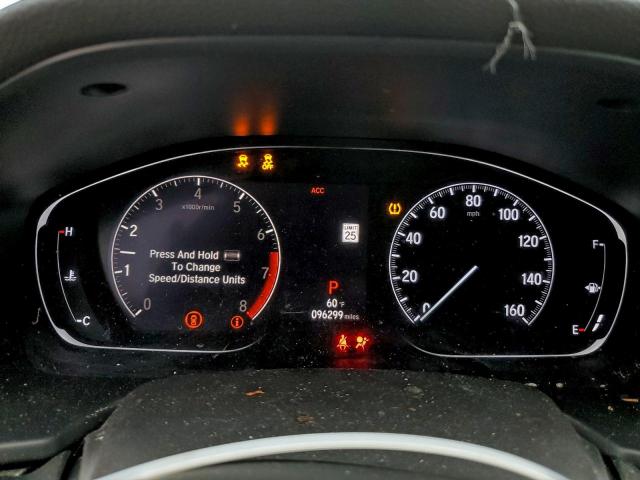 OFF
ACC
3 4 5
x1000r/min
2 6
1 7
0 8
Press And Hold
To Change
Speed/Distance Units
LIMIT
25
P
60°F
096299 miles
60 80 100
mph
40 120
20 140
0 160
H
C
F
E